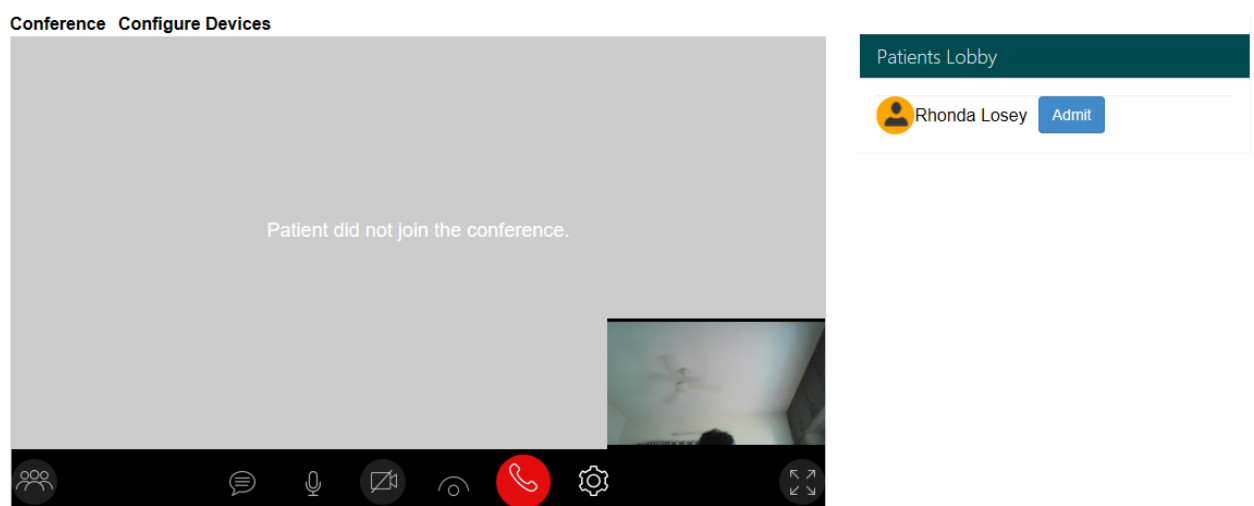 Conference Configure Devices
Patients Lobby
Rhonda Losey Admit
Patient did not join the conference.